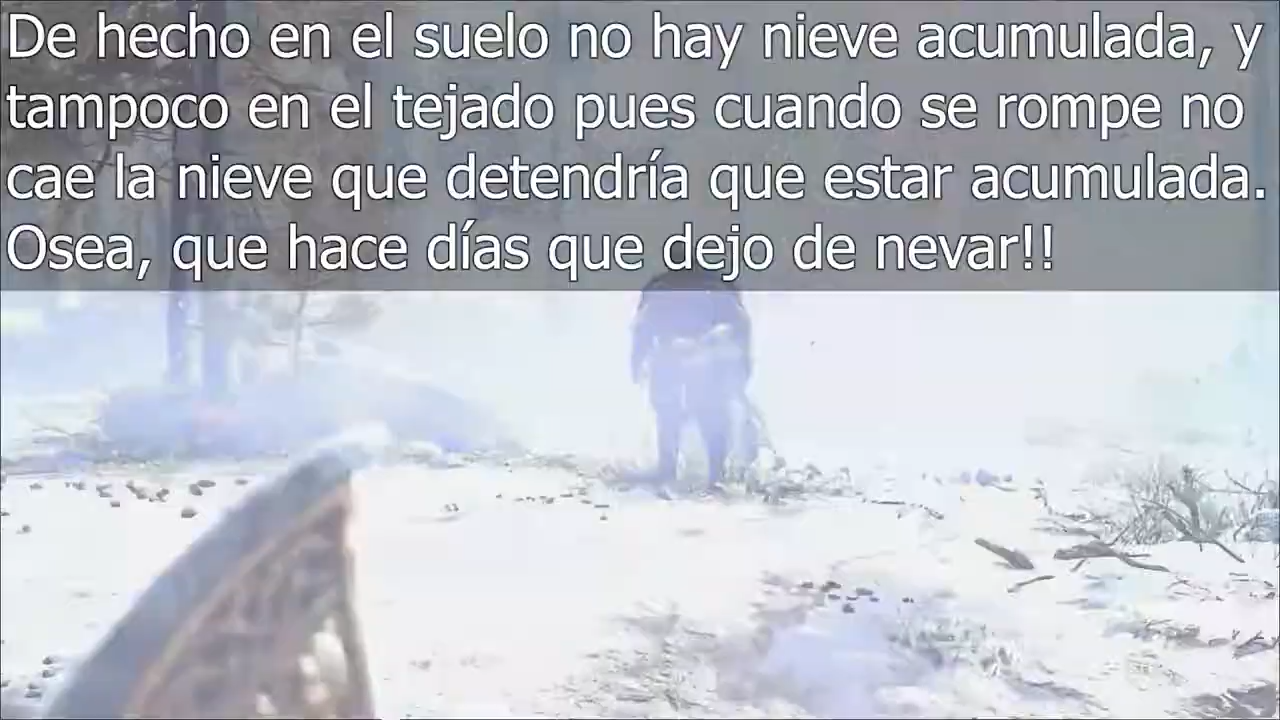 De hecho en el suelo no hay nieve acumulada, y
tampoco en el tejado pues cuando se rompe no
cae la nieve que detendría que estar acumulada.
Osea, que hace días que dejo de nevar!!